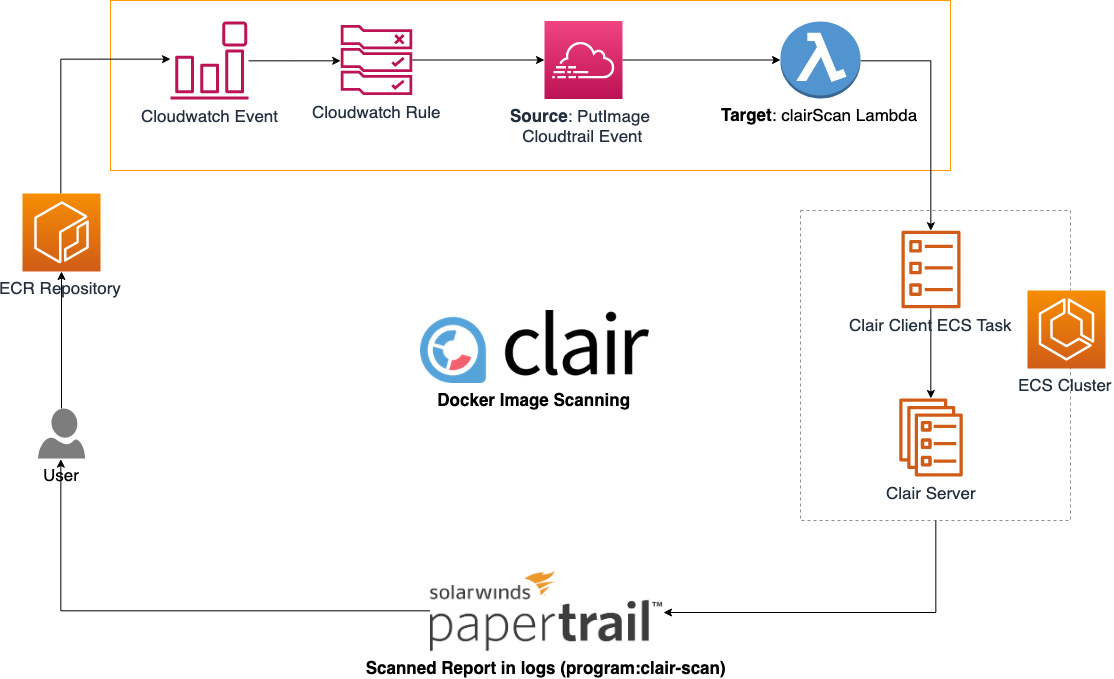 Cloudwatch Event
Cloudwatch Rule
Source: PutImage
Cloudtrail Event
Target: clairScan Lambda
ECR Repository
Clair Client ECS Task
ECS Cluster
clair
Docker Image Scanning
User
Clair Server
solarwinds
papertrail™
Scanned Report in logs (program:clair-scan)